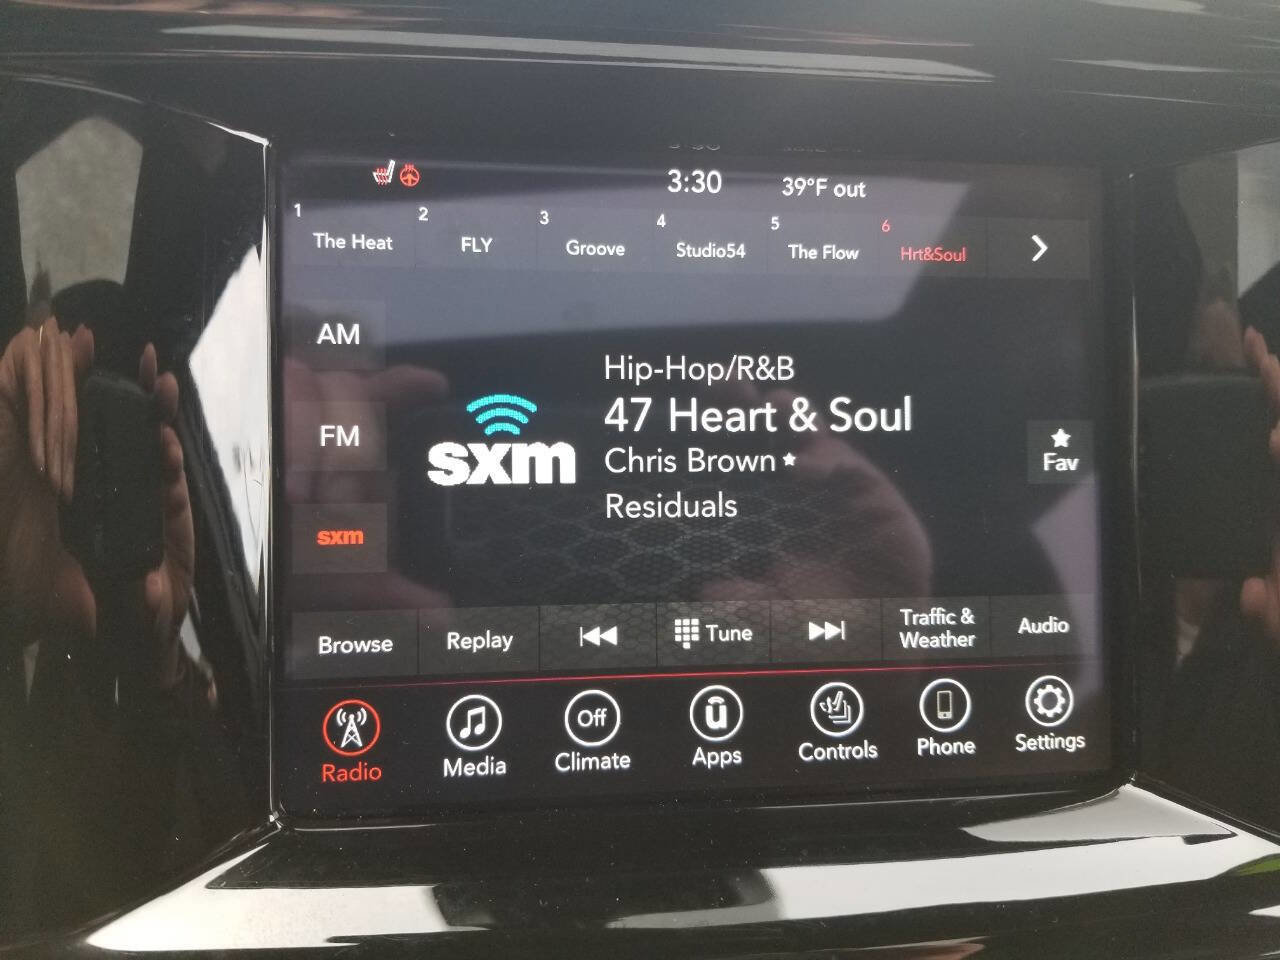 3:30
39°F out
1 The Heat
2 FLY
3 Groove
4 Studio54
5 The Flow
6 Hrt&Soul
AM
FM
sxm
sxm
Hip-Hop/R&B
47 Heart & Soul
Chris Brown
Residuals
Fav
Browse
Replay
Tune
Traffic &
Weather
Audio
Radio
Media
Off
Climate
ū
Apps
Controls
Phone
Settings